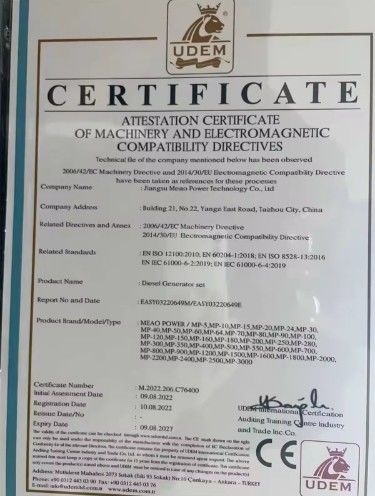 UDEM
CERTIFICATE
ATTESTATION CERTIFICATE
OF MACHINERY AND ELECTROMAGNETIC
COMPATIBILITY DIRECTIVES
Technical file of the company mentioned below has been observed
2006/42/EC Machinery Directive and 2014/30/EU Electromagnetic Compatibility Directive
have been taken as references for these processes
Company Name : Jiangsu Meao Power Technology Co., Ltd
Company Address : Building 21, No.22, Yangzi East Road, Taizhou City, China
Related Directives and Annex : 2006/42/EC Machinery Directive
2014/30/EU Electromagnetic Compatibility Directive
Related Standards : EN ISO 12100:2010; EN 60204-1:2018; EN ISO 8528-13:2016
EN IEC 61000-6-2:2019; EN IEC 61000-6-4:2019
Product Name : Diesel Generator set
Report No and Date : EASY03220649M/EASY03220649E
Product Brand/Model/Type : MEAO POWER / MP-5,MP-10,MP-15,MP-20,MP-24,MP-30,
MP-40,MP-50,MP-60,MP-64,MP-70,MP-80,MP-90,MP-100,
MP-120,MP-150,MP-160,MP-180,MP-200,MP-250,MP-280,
MP-300,MP-350,MP-400,MP-500,MP-550,MP-600,MP-700,
MP-800,MP-900,MP-1200,MP-1500,MP-1600,MP-1800,MP-2000,
MP-2200,MP-2400,MP-2500,MP-3000
Certificate Number : M.2022.206.C76400
Initial Assessment Date : 09.08.2022
Registration Date : 10.08.2022
Reissue Date/No : -
Expiry Date : 09.08.2027
UDEM International Certification
Auditing Training Centre Industry
and Trade Inc. Co.
CE
UDEM